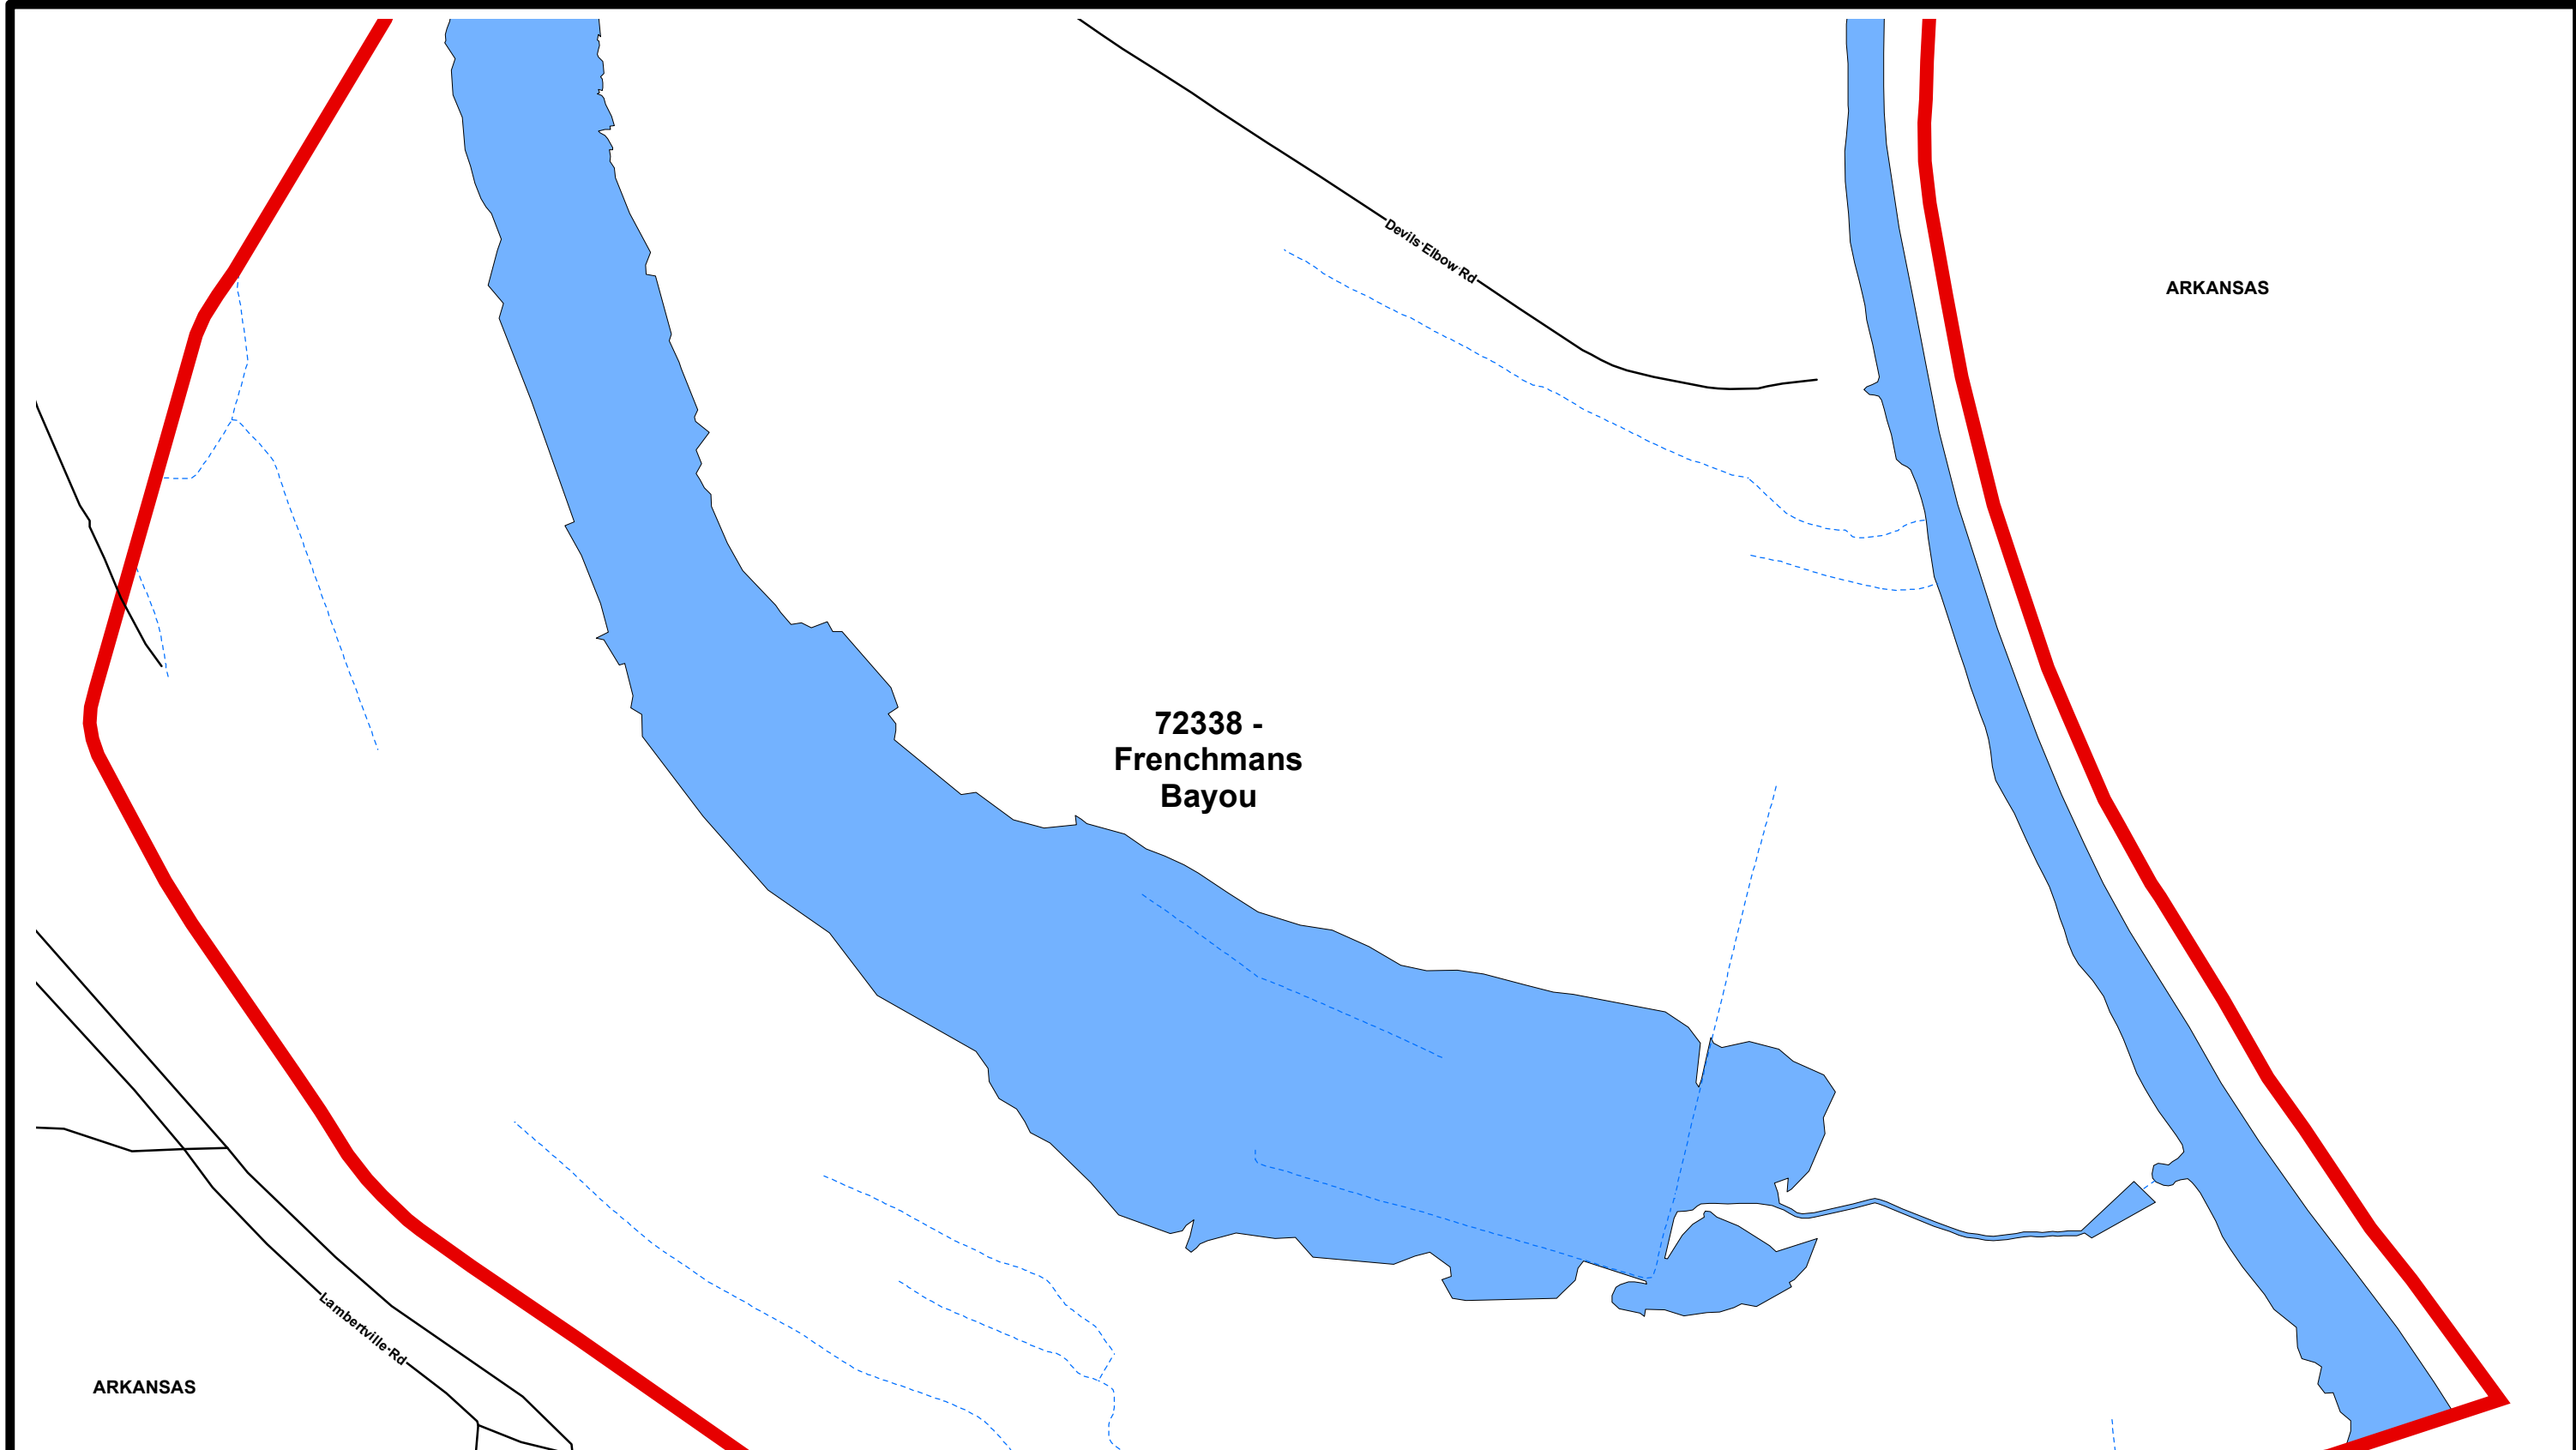 Devils Elbow Rd
ARKANSAS
72338 -
Frenchmans
Bayou
Lambertville Rd
ARKANSAS